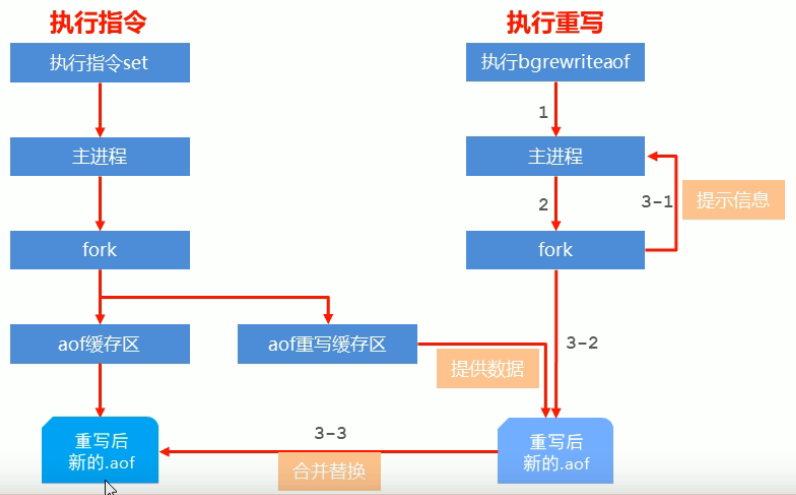 执行指令
执行重写
执行指令set
执行bgrewriteaof
1
主进程
主进程
2
3-1
提示信息
fork
fork
aof缓存区
aof重写缓存区
3-2
提供数据
重写后
新的.aof
3-3
合并替换
重写后
新的.aof